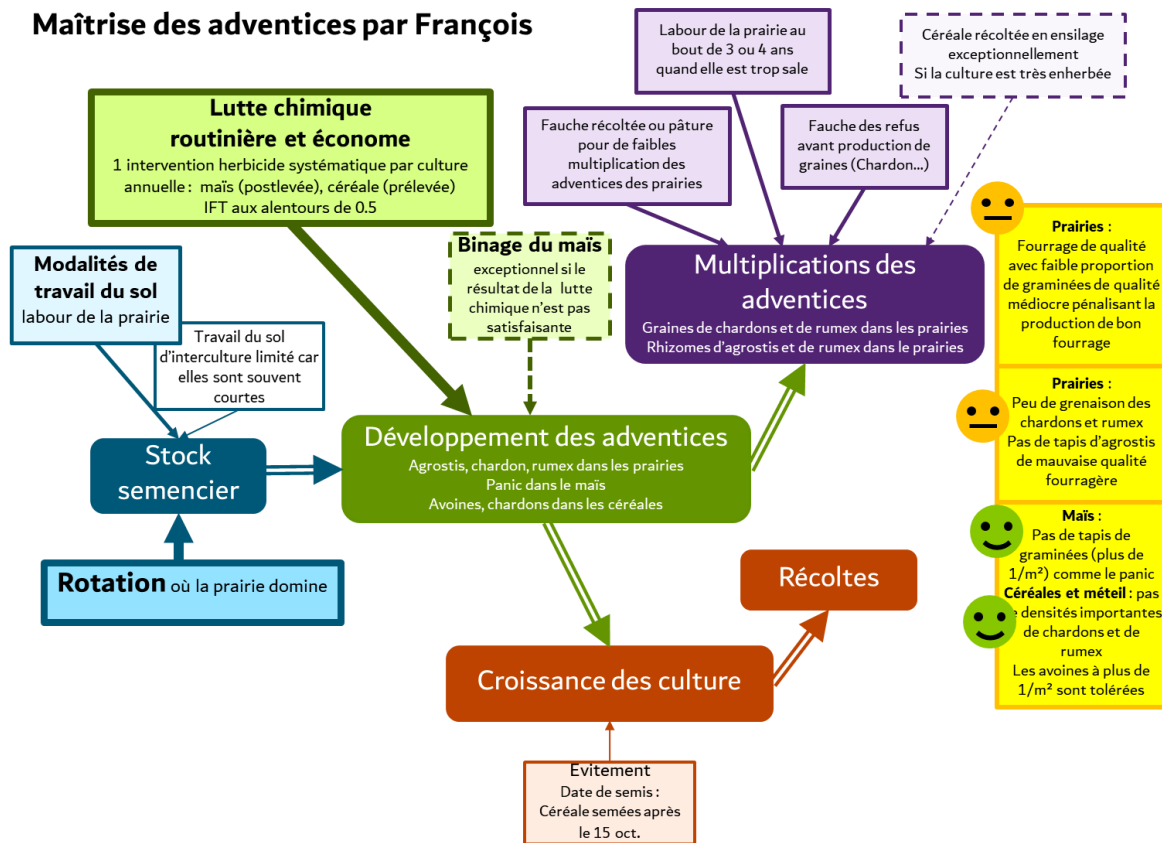 Maîtrise des adventices par François
Labour de la prairie au
bout de 3 ou 4 ans
quand elle est trop sale
Céréale récoltée en ensilage
exceptionnellement
Si la culture est très enherbée
Lutte chimique
routinière et économe
1 intervention herbicide systématique par culture
annuelle : maïs (postlevée), céréale (prélevée)
IFT aux alentours de 0.5
Fauche récoltée ou pâture
pour de faibles
multiplication des
adventices des prairies
Fauche des refus
avant production de
graines (Chardon...)
Modalités de
travail du sol
labour de la prairie
Travail du sol
d'interculture limité car
elles sont souvent
courtes
Binage du maïs
exceptionnel si le
résultat de la lutte
chimique n'est pas
satisfaisante
Multiplications des
adventices
Graines de chardons et de rumex dans les prairies
Rhizomes d'agrostis et de rumex dans le prairies
Prairies :
Fourrage de qualité
avec faible proportion
de graminées de qualité
médiocre pénalisant la
production de bon
fourrage
Stock
semencier
Développement des adventices
Agrostis, chardon, rumex dans les prairies
Panic dans le maïs
Avoines, chardons dans les céréales
Prairies :
Peu de grenaison des
chardons et rumex
Pas de tapis d'agrostis
de mauvaise qualité
fourragère
Rotation où la prairie domine
Récoltes
Maïs :
Pas de tapis de
graminées (plus de
1/m²) comme le panic
Céréales et méteil : pas
e densités importantes
de chardons et de
rumex
Les avoines à plus de
1/m² sont tolérées
Croissance des culture
Evitement
Date de semis :
Céréale semées après
le 15 oct.